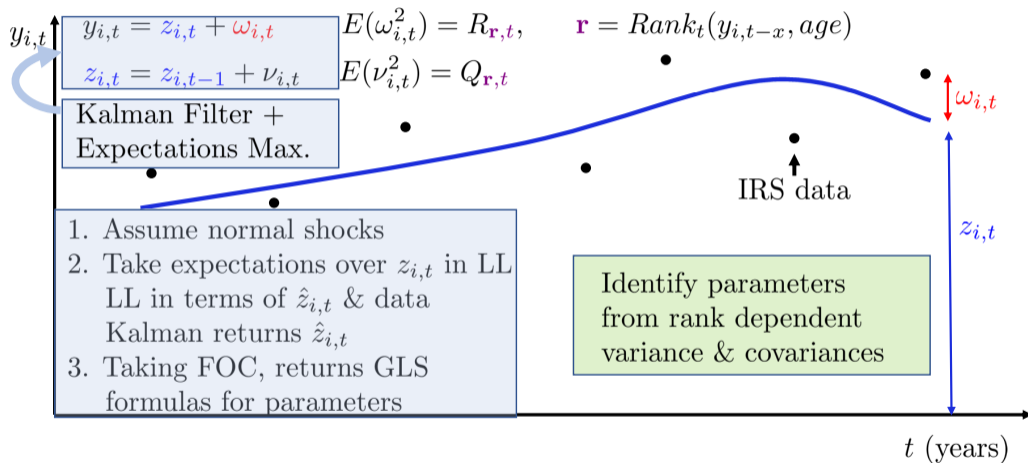 y_{i,t}
y_{i,t} = z_{i,t} + ω_{i,t} E(ω²_{i,t}) = R_{r,t}, r = Rank_t(y_{i,t−x}, age)
z_{i,t} = z_{i,t−1} + ν_{i,t} E(ν²_{i,t}) = Q_{r,t}
Kalman Filter +
Expectations Max.
ω_{i,t}
IRS data
z_{i,t}
1. Assume normal shocks
2. Take expectations over z_{i,t} in LL
LL in terms of ẑ_{i,t} & data
Kalman returns ẑ_{i,t}
3. Taking FOC, returns GLS
formulas for parameters
Identify parameters
from rank dependent
variance & covariances
t (years)